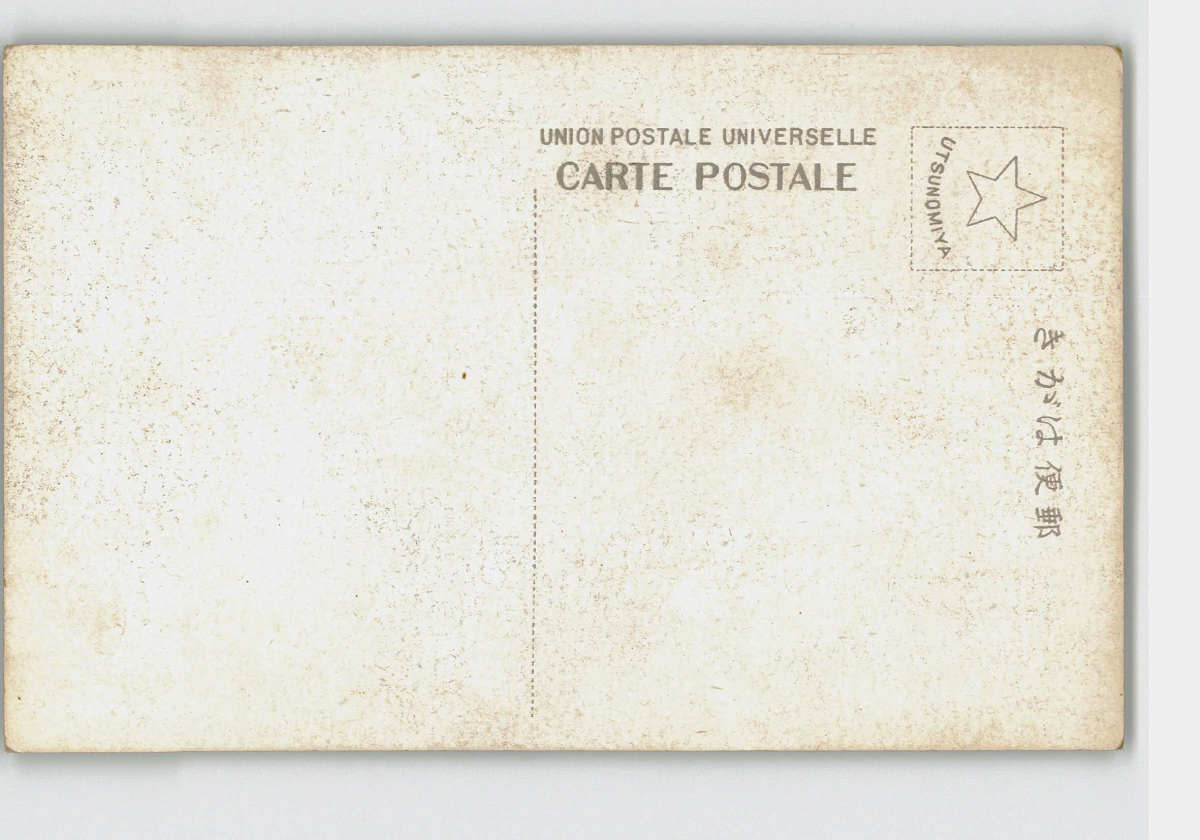 UNION POSTALE UNIVERSELLE
CARTE POSTALE
UTSUNOMIYA
郵便はがき